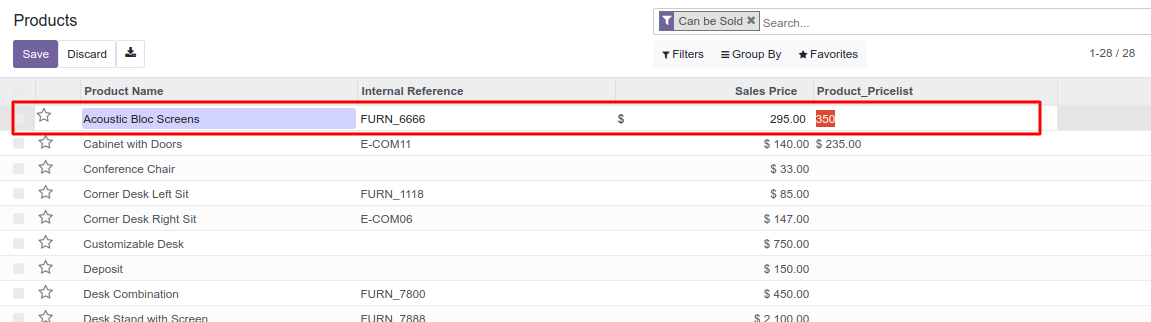 Products
Can be Sold ✖ Search...
Save Discard
Filters Group By Favorites 1-28 / 28
Product Name Internal Reference Sales Price Product_Pricelist
Acoustic Bloc Screens FURN_6666 $ 295.00 350
Cabinet with Doors E-COM11 $ 140.00 $ 235.00
Conference Chair $ 33.00
Corner Desk Left Sit FURN_1118 $ 85.00
Corner Desk Right Sit E-COM06 $ 147.00
Customizable Desk $ 750.00
Deposit $ 150.00
Desk Combination FURN_7800 $ 450.00
Desk Stand with Screen FURN_7888 $ 2,100.00